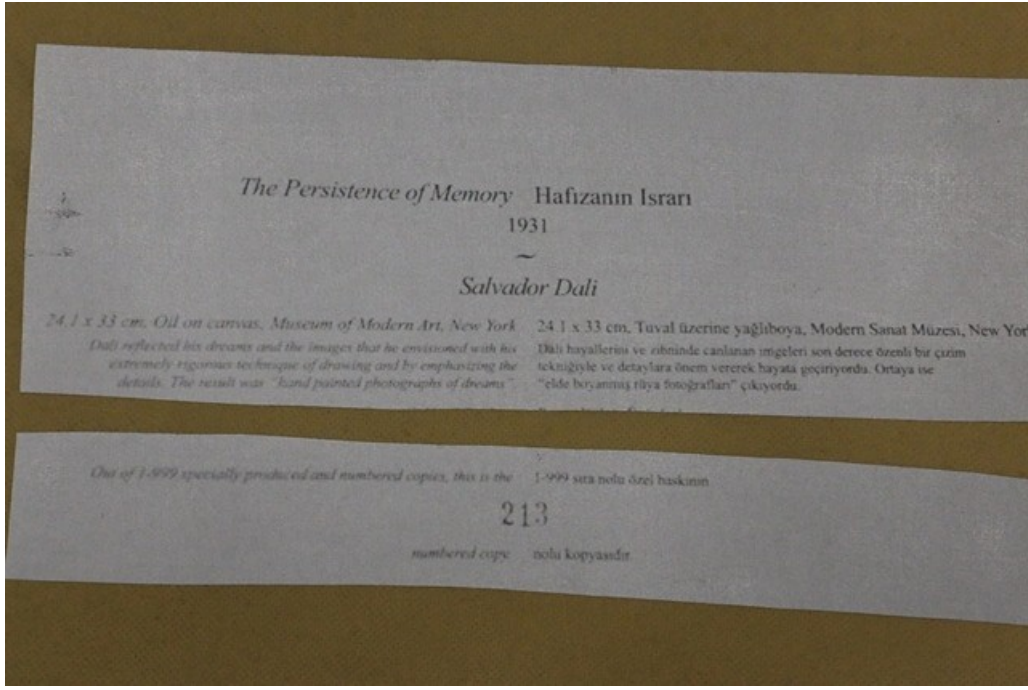 The Persistence of Memory Hafızanın Israrı
1931
~
Salvador Dali
24.1 x 33 cm, Oil on canvas, Museum of Modern Art, New York
Dali reflected his dreams and the images that he envisioned with his
extremely rigorous technique of drawing and by emphasizing the
details. The result was "hand painted photographs of dreams".
24.1 x 33 cm, Tuval üzerine yağlıboya, Modern Sanat Müzesi, New Yor
Dali hayallerini ve zihninde canlanan imgeleri son derece özenli bir çizim
tekniğiyle ve detaylara önem vererek hayata geçiriyordu. Ortaya ise
"elde boyanmış rüya fotoğrafları" çıkıyordu.
Out of 1-999 specially produced and numbered copies, this is the 1-999 sıra nolu özel baskının
213
numbered copy nolu kopyasıdır